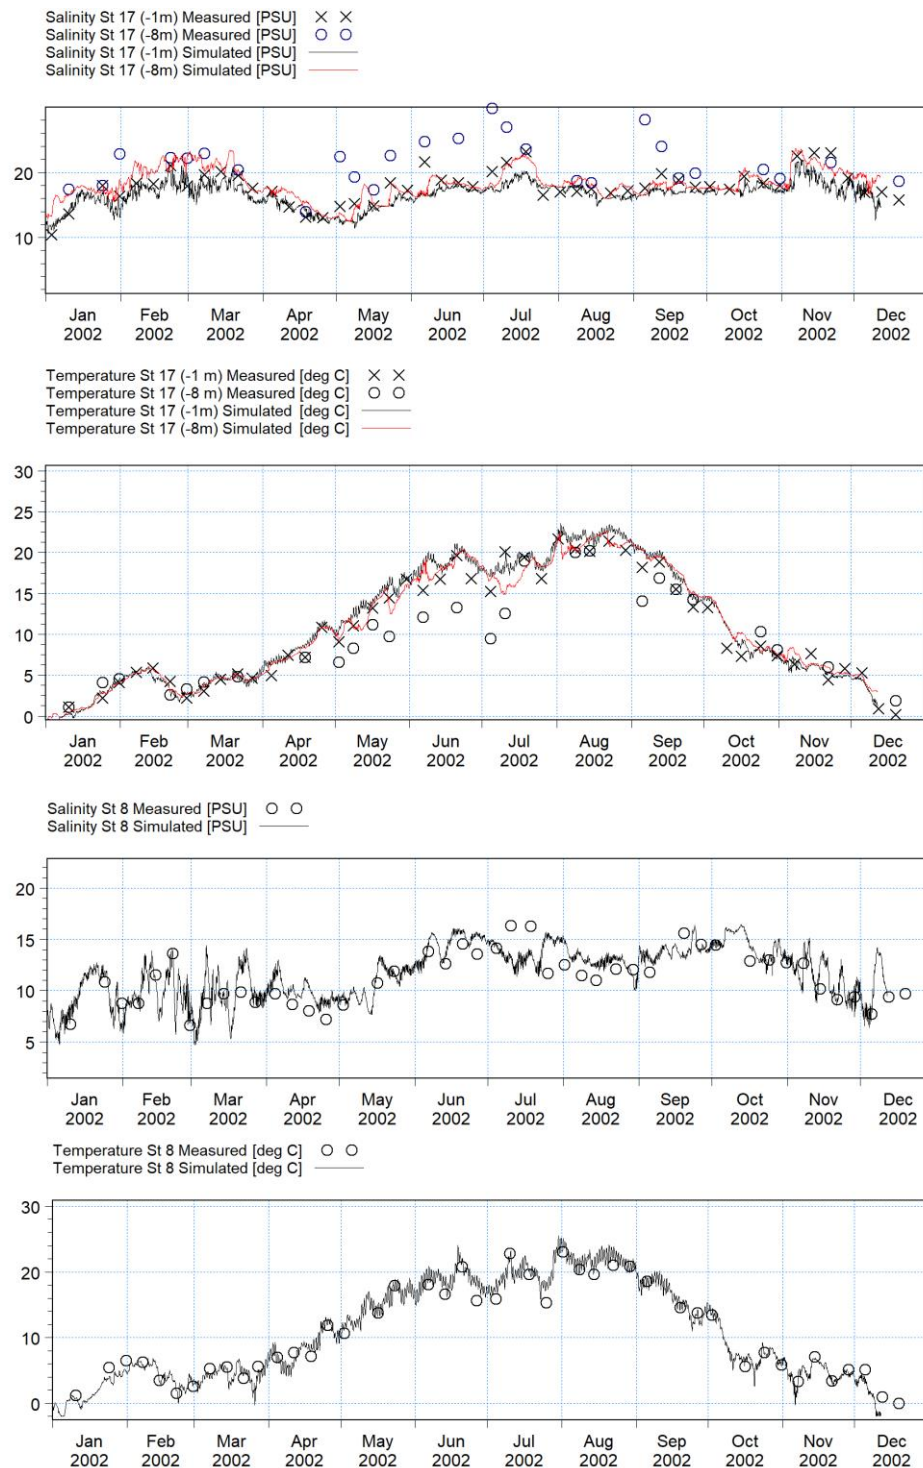 Salinity St 17 (-1m) Measured [PSU]
Salinity St 17 (-8m) Measured [PSU]
Salinity St 17 (-1m) Simulated [PSU]
Salinity St 17 (-8m) Simulated [PSU]
20
10
Jan Feb Mar Apr May Jun Jul Aug Sep Oct Nov Dec
2002 2002 2002 2002 2002 2002 2002 2002 2002 2002 2002 2002
Temperature St 17 (-1 m) Measured [deg C]
Temperature St 17 (-8 m) Measured [deg C]
Temperature St 17 (-1m) Simulated [deg C]
Temperature St 17 (-8m) Simulated [deg C]
30
25
20
15
10
5
0
Jan Feb Mar Apr May Jun Jul Aug Sep Oct Nov Dec
2002 2002 2002 2002 2002 2002 2002 2002 2002 2002 2002 2002
Salinity St 8 Measured [PSU]
Salinity St 8 Simulated [PSU]
20
15
10
5
Jan Feb Mar Apr May Jun Jul Aug Sep Oct Nov Dec
2002 2002 2002 2002 2002 2002 2002 2002 2002 2002 2002 2002
Temperature St 8 Measured [deg C]
Temperature St 8 Simulated [deg C]
30
20
10
0
Jan Feb Mar Apr May Jun Jul Aug Sep Oct Nov Dec
2002 2002 2002 2002 2002 2002 2002 2002 2002 2002 2002 2002